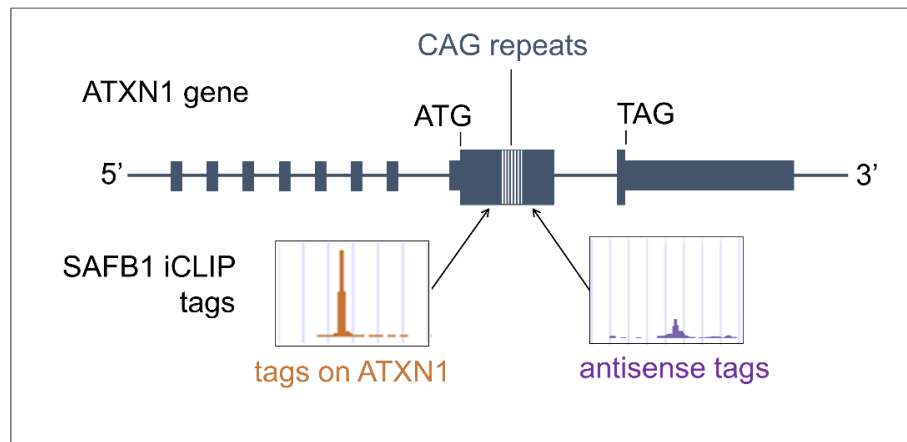 CAG repeats
ATXN1 gene
ATG
TAG
5’
3’
SAFB1 iCLIP
tags
tags on ATXN1
antisense tags